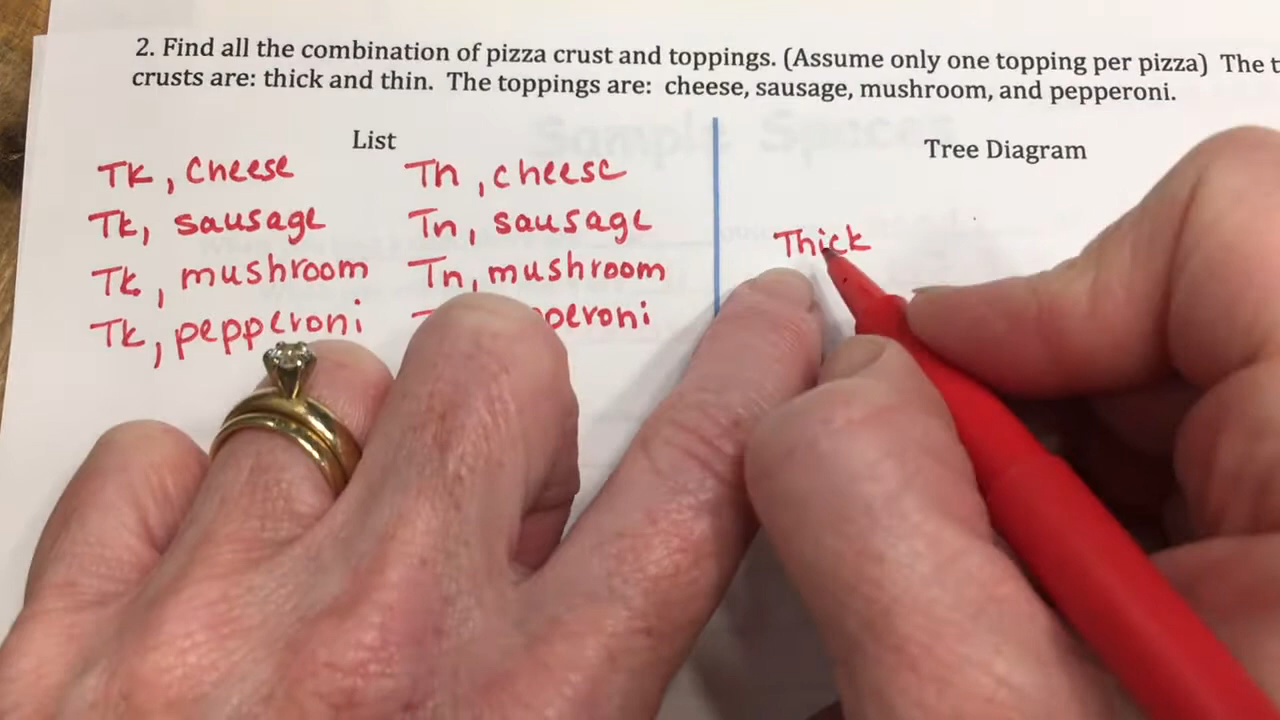 2. Find all the combination of pizza crust and toppings. (Assume only one topping per pizza) The
crusts are: thick and thin. The toppings are: cheese, sausage, mushroom, and pepperoni.
List
Tk, Cheese
Tk, sausage
Tk, mushroom
Tk, pepperoni
Tn, cheese
Tn, sausage
Tn, mushroom
Tree Diagram
Thick